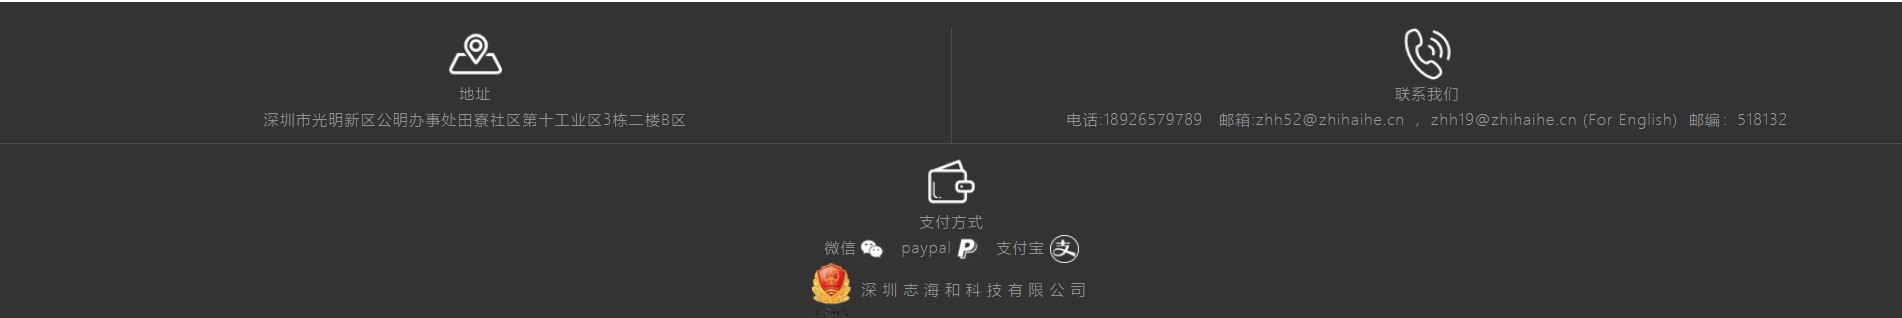 地址
深圳市光明新区公明办事处田寮社区第十工业区3栋二楼B区
联系我们
电话:18926579789 邮箱:zhh52@zhihaihe.cn ，zhh19@zhihaihe.cn (For English) 邮编：518132
支付方式
微信 paypal 支付宝
深圳志海和科技有限公司